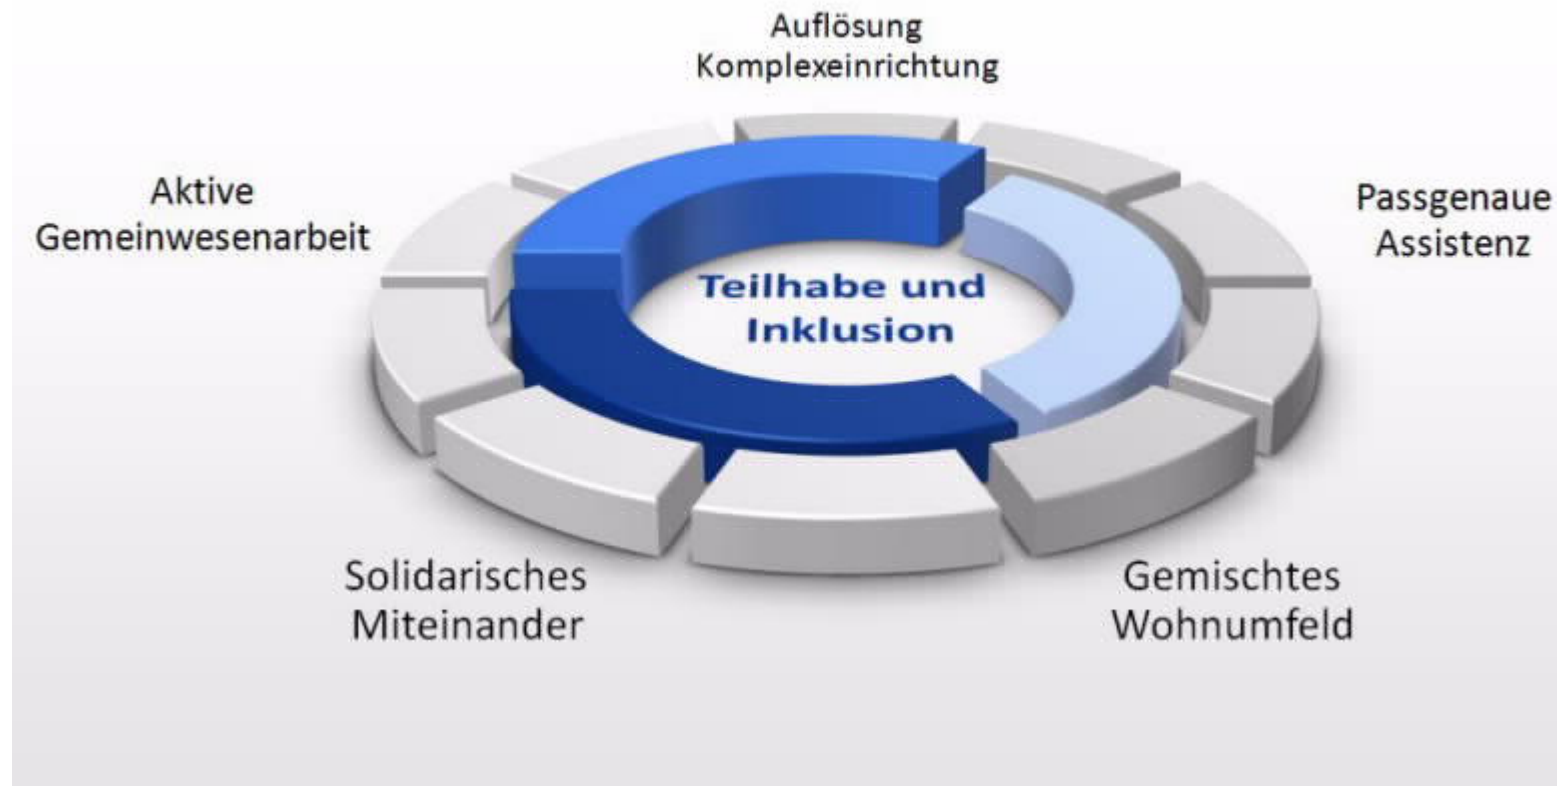 Auflösung
Komplexeinrichtung
Aktive
Gemeinwesenarbeit
Passgenaue
Assistenz
Teilhabe und
Inklusion
Solidarisches
Miteinander
Gemischtes
Wohnumfeld